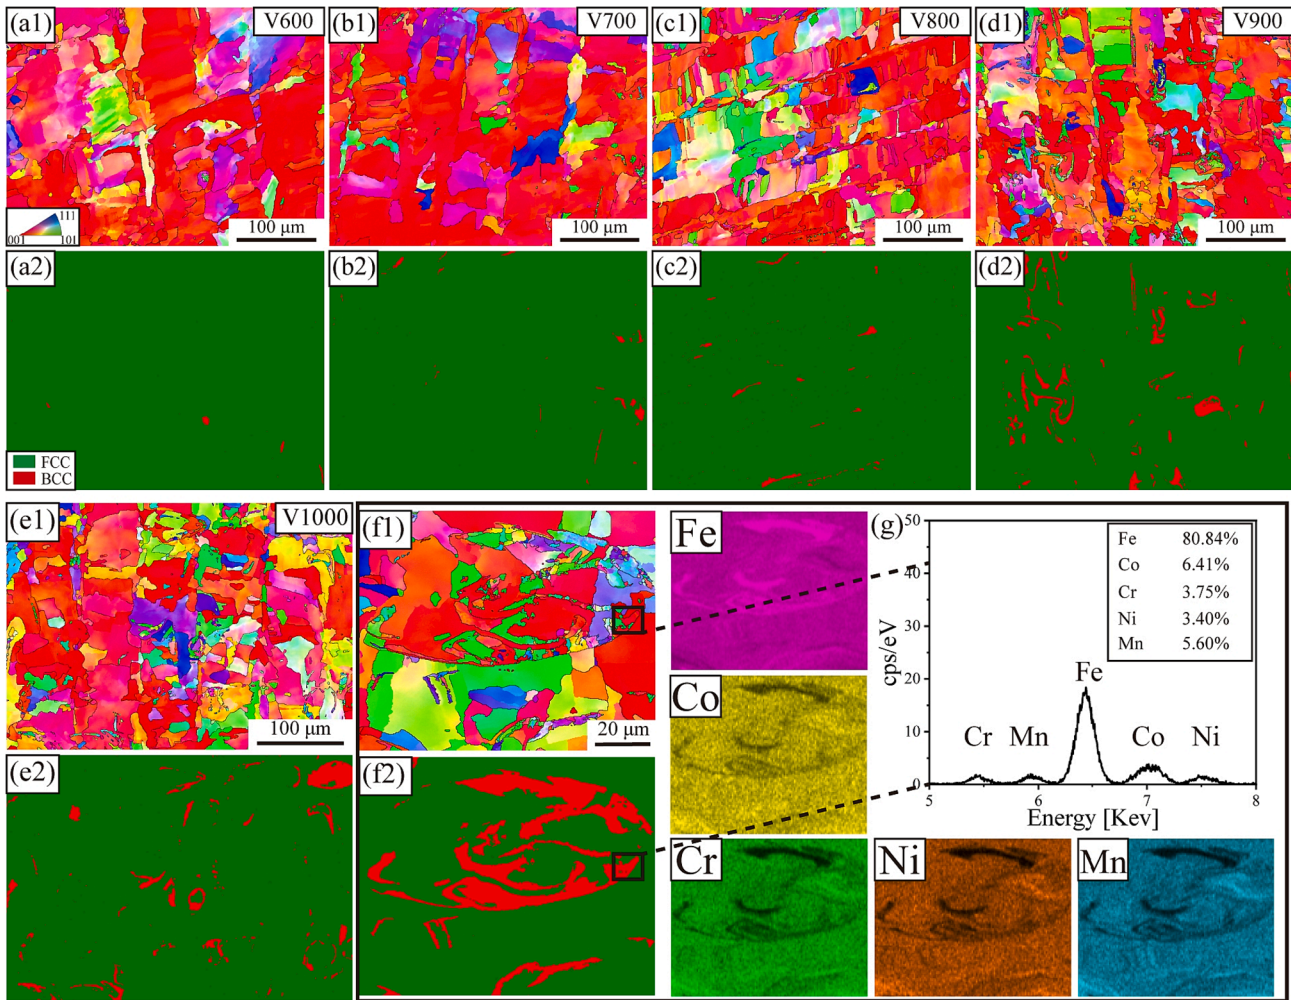 (a1)
V600
(b1)
V700
(c1)
V800
(d1)
V900
111
001
101
100 μm
100 μm
100 μm
100 μm
(a2)
(b2)
(c2)
(d2)
FCC
BCC
(e1)
V1000
(f1)
Fe
(g)
50
40
30
20
10
0
cps/eV
Fe 80.84%
Co 6.41%
Cr 3.75%
Ni 3.40%
Mn 5.60%
Cr
Mn
Fe
Co
Ni
5
6
7
8
Energy [Kev]
100 μm
20 μm
Co
(e2)
(f2)
Cr
Ni
Mn